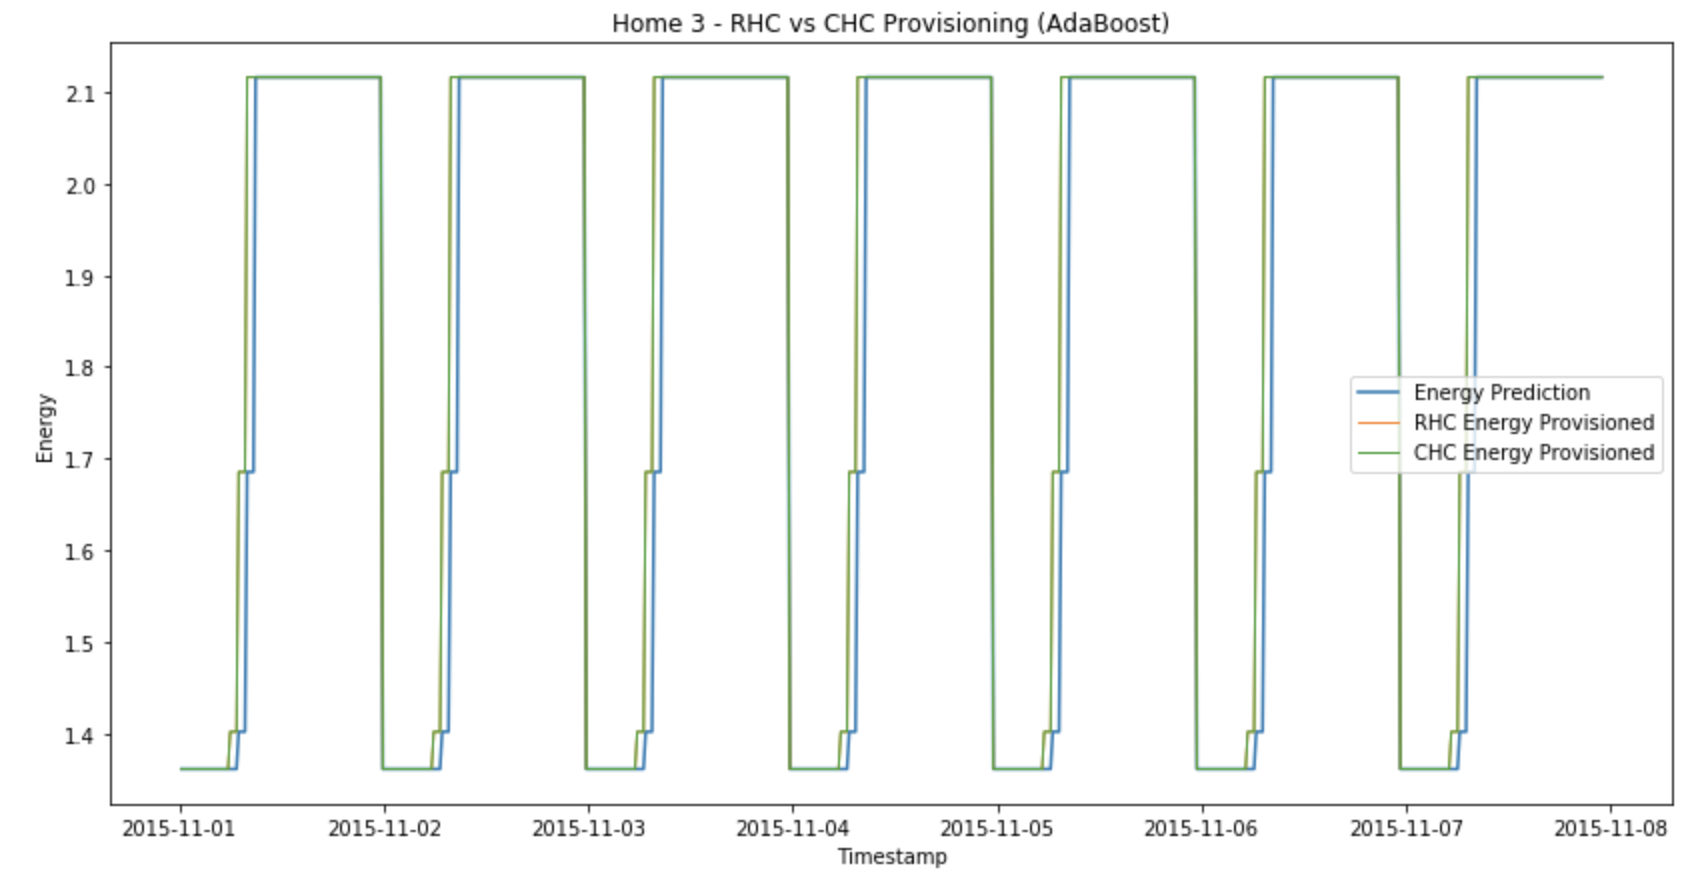 Home 3 - RHC vs CHC Provisioning (AdaBoost)
2.1
2.0
1.9
1.8
1.7
1.6
1.5
1.4
Energy
Energy Prediction
RHC Energy Provisioned
CHC Energy Provisioned
2015-11-01
2015-11-02
2015-11-03
2015-11-04
2015-11-05
2015-11-06
2015-11-07
2015-11-08
Timestamp